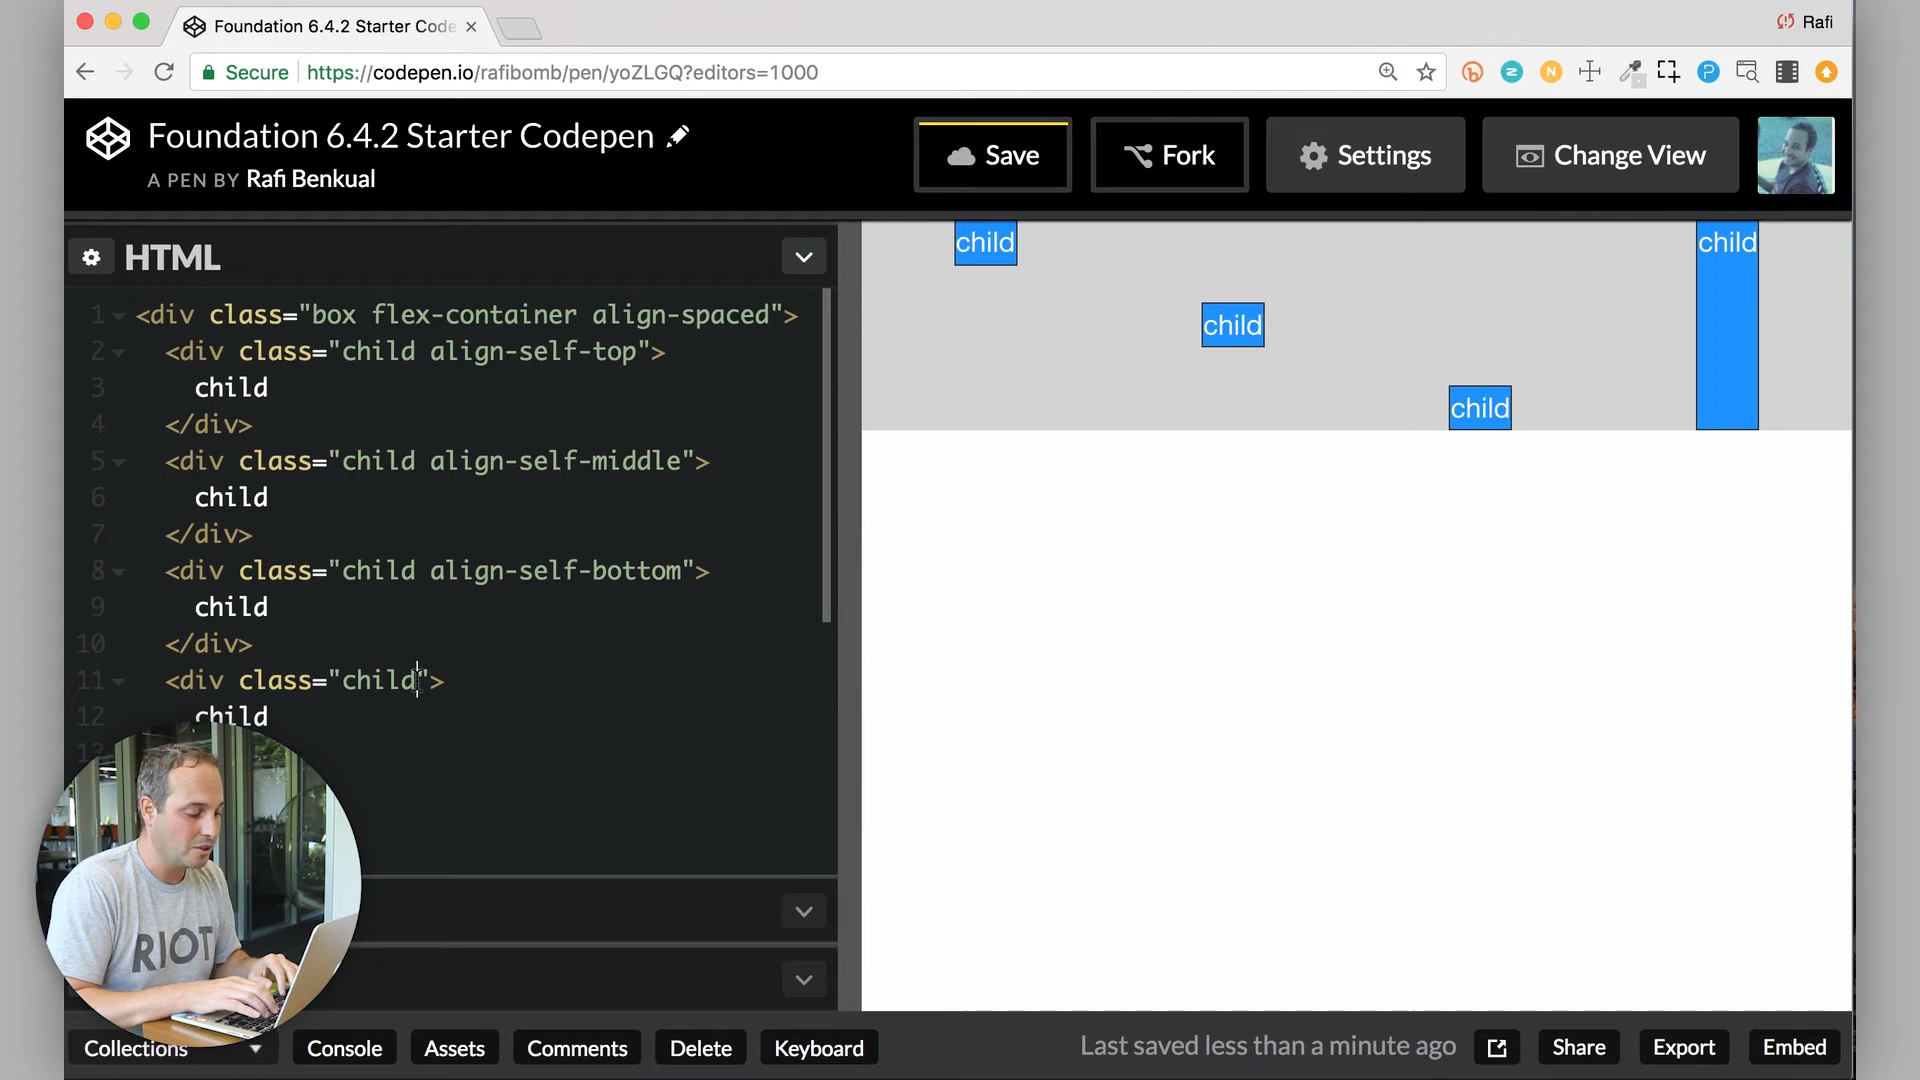 Foundation 6.4.2 Starter Code
Rafi
Secure https://codepen.io/rafibomb/pen/yoZLGQ?editors=1000
Foundation 6.4.2 Starter Codepen
A PEN BY Rafi Benkual
Save
Fork
Settings
Change View
HTML
1 <div class="box flex-container align-spaced">
2 <div class="child align-self-top">
3 child
4 </div>
5 <div class="child align-self-middle">
6 child
7 </div>
8 <div class="child align-self-bottom">
9 child
10 </div>
11 <div class="child">
12 child
13
child
child
child
child
RIOT
Collections
Console
Assets
Comments
Delete
Keyboard
Last saved less than a minute ago
Share
Export
Embed